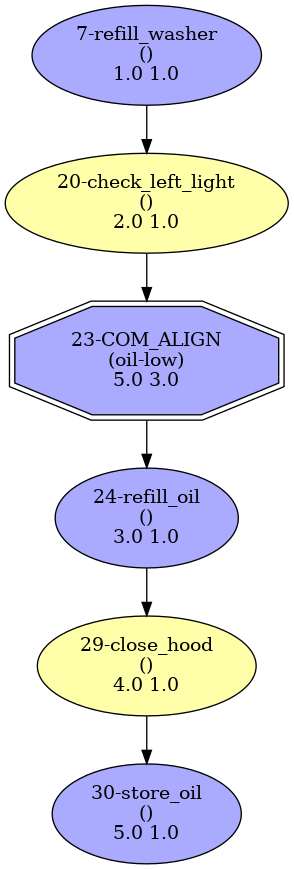 7-refill_washer
()
1.0 1.0
20-check_left_light
()
2.0 1.0
23-COM_ALIGN
(oil-low)
5.0 3.0
24-refill_oil
()
3.0 1.0
29-close_hood
()
4.0 1.0
30-store_oil
()
5.0 1.0